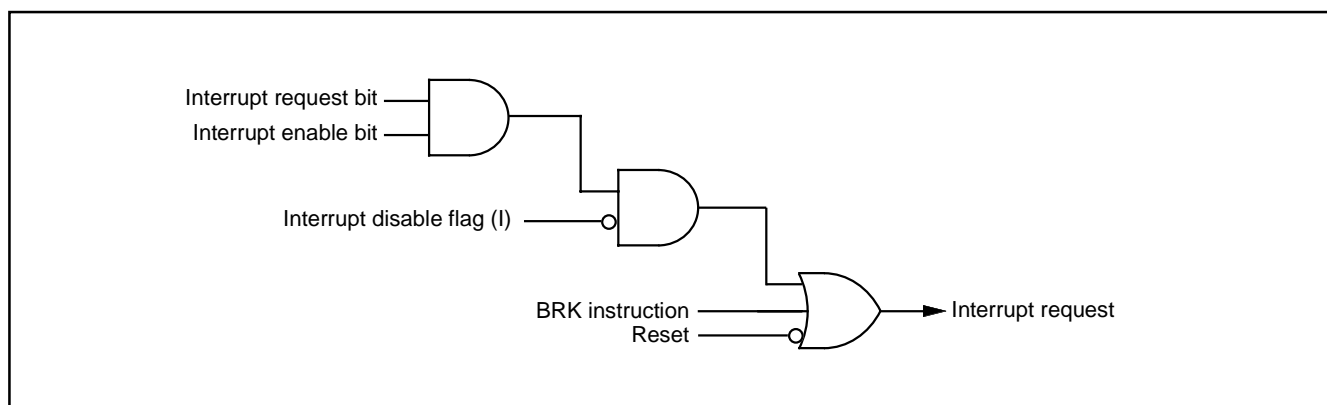 Interrupt request bit
Interrupt enable bit
Interrupt disable flag (I)
BRK instruction
Interrupt request
Reset